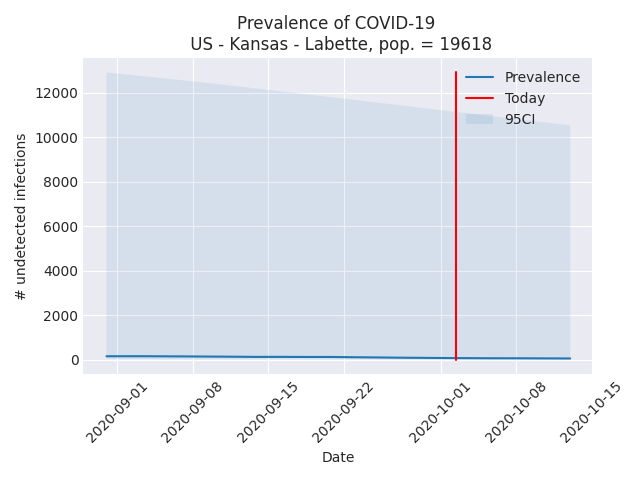 Prevalence of COVID-19
US - Kansas - Labette, pop. = 19618
# undetected infections
12000
10000
8000
6000
4000
2000
0
Prevalence
Today
95CI
2020-09-01
2020-09-08
2020-09-15
2020-09-22
2020-10-01
2020-10-08
2020-10-15
Date